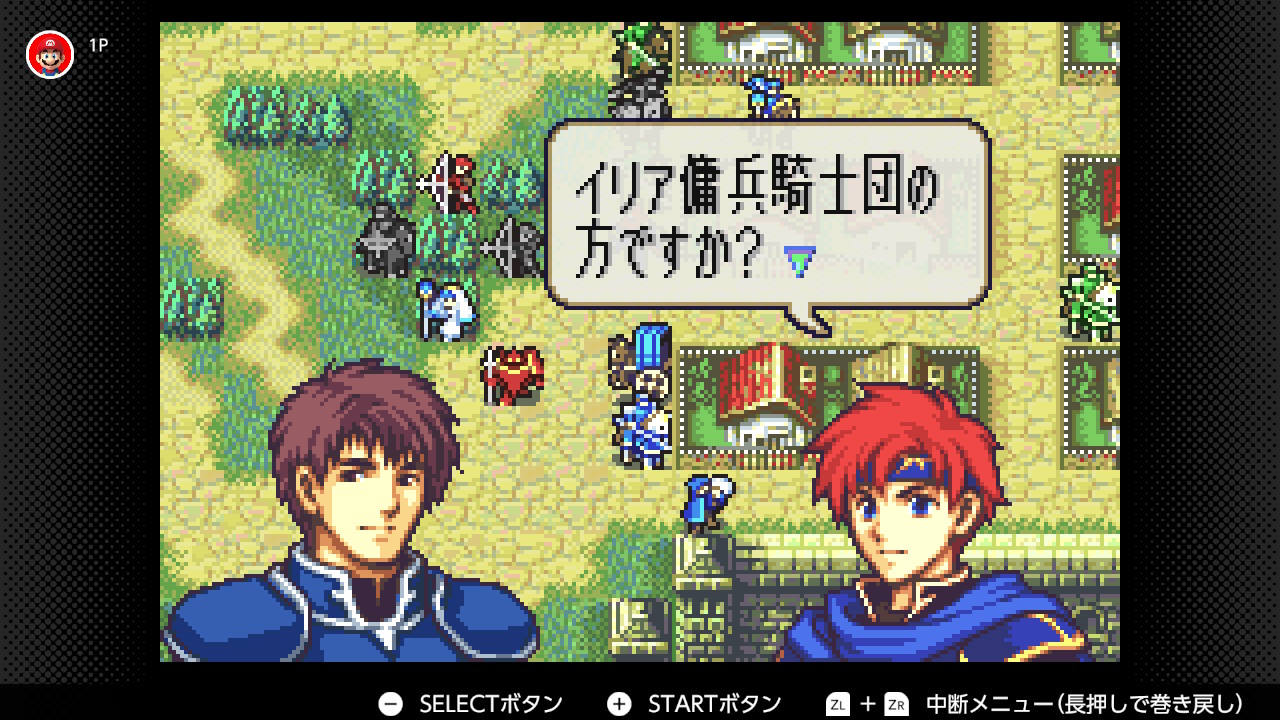 1P
イリア傭兵騎士団の
方ですか?
SELECTボタン
STARTボタン
ZL + ZR 中断メニュー(長押しで巻き戻し)